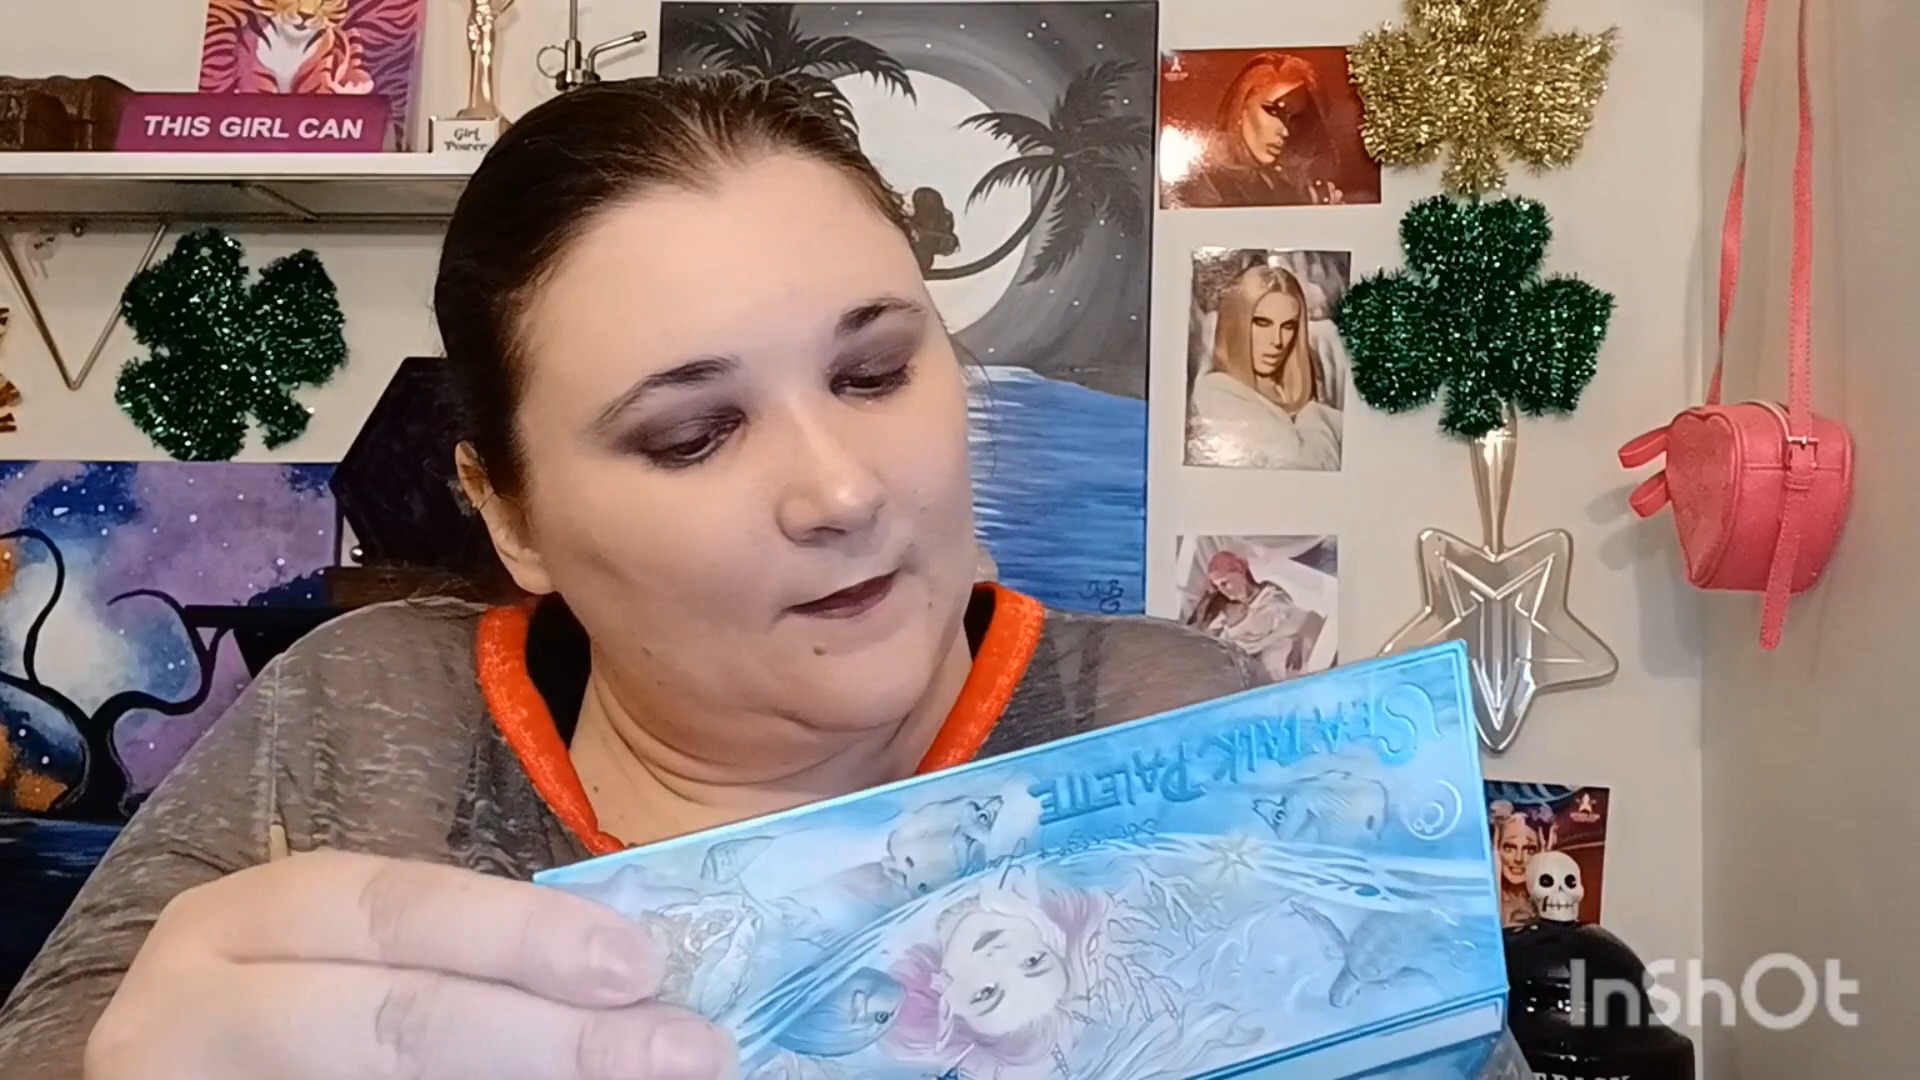 THIS GIRL CAN
Girl
Power
SEA TALK PALETTE
InShOt